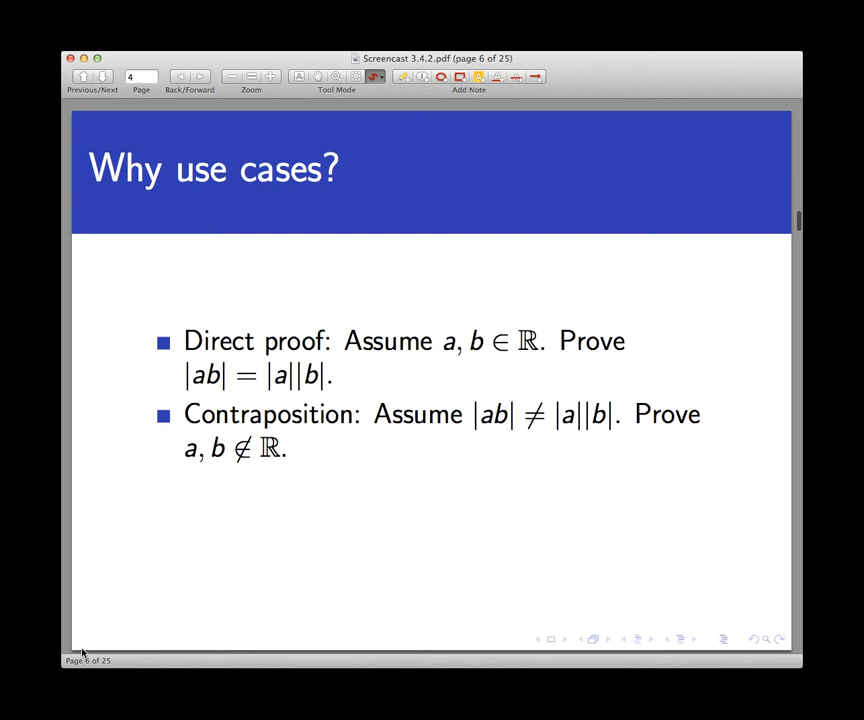 Screencast 3.4.2.pdf (page 6 of 25)
4
Previous/Next Page Back/Forward Zoom Tool Mode Add Note
Why use cases?
Direct proof: Assume a, b ∈ ℝ. Prove
|ab| = |a||b|.
Contraposition: Assume |ab| ≠ |a||b|. Prove
a, b ∉ ℝ.
Page 6 of 25